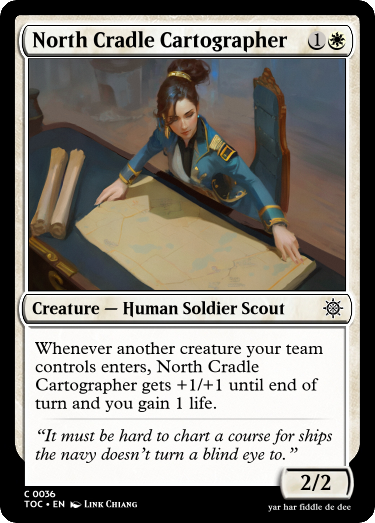 North Cradle Cartographer 1
Creature — Human Soldier Scout
Whenever another creature your team
controls enters, North Cradle
Cartographer gets +1/+1 until end of
turn and you gain 1 life.
“It must be hard to chart a course for ships
the navy doesn’t turn a blind eye to.”
2/2
C 0036
TOC • EN Link Chiang
yar har fiddle de dee